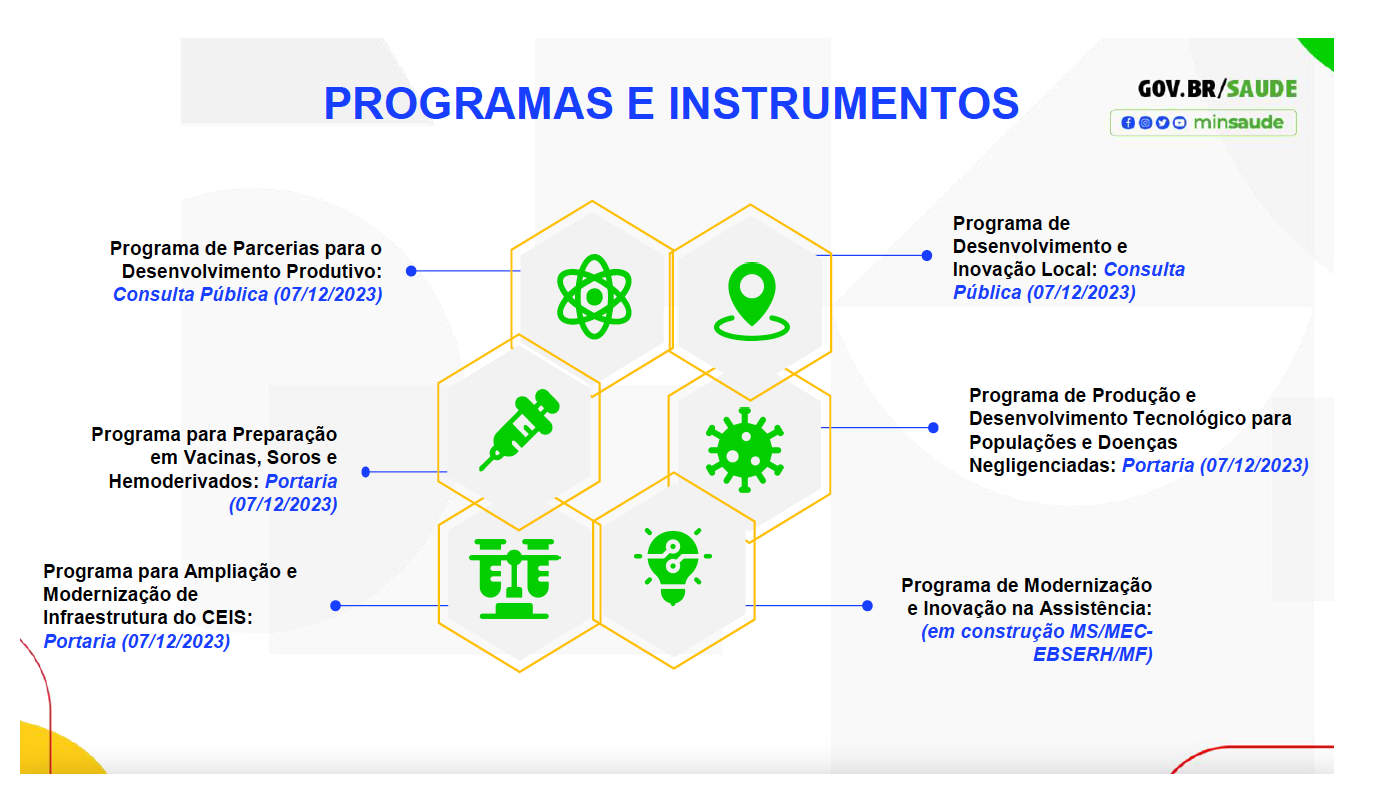 PROGRAMAS E INSTRUMENTOS
GOV.BR/SAUDE
minsaude
Programa de Parcerias para o
Desenvolvimento Produtivo:
Consulta Pública (07/12/2023)
Programa de
Desenvolvimento e
Inovação Local: Consulta
Pública (07/12/2023)
Programa para Preparação
em Vacinas, Soros e
Hemoderivados: Portaria
(07/12/2023)
Programa de Produção e
Desenvolvimento Tecnológico para
Populações e Doenças
Negligenciadas: Portaria (07/12/2023)
Programa para Ampliação e
Modernização de
Infraestrutura do CEIS:
Portaria (07/12/2023)
Programa de Modernização
e Inovação na Assistência:
(em construção MS/MEC-
EBSERH/MF)